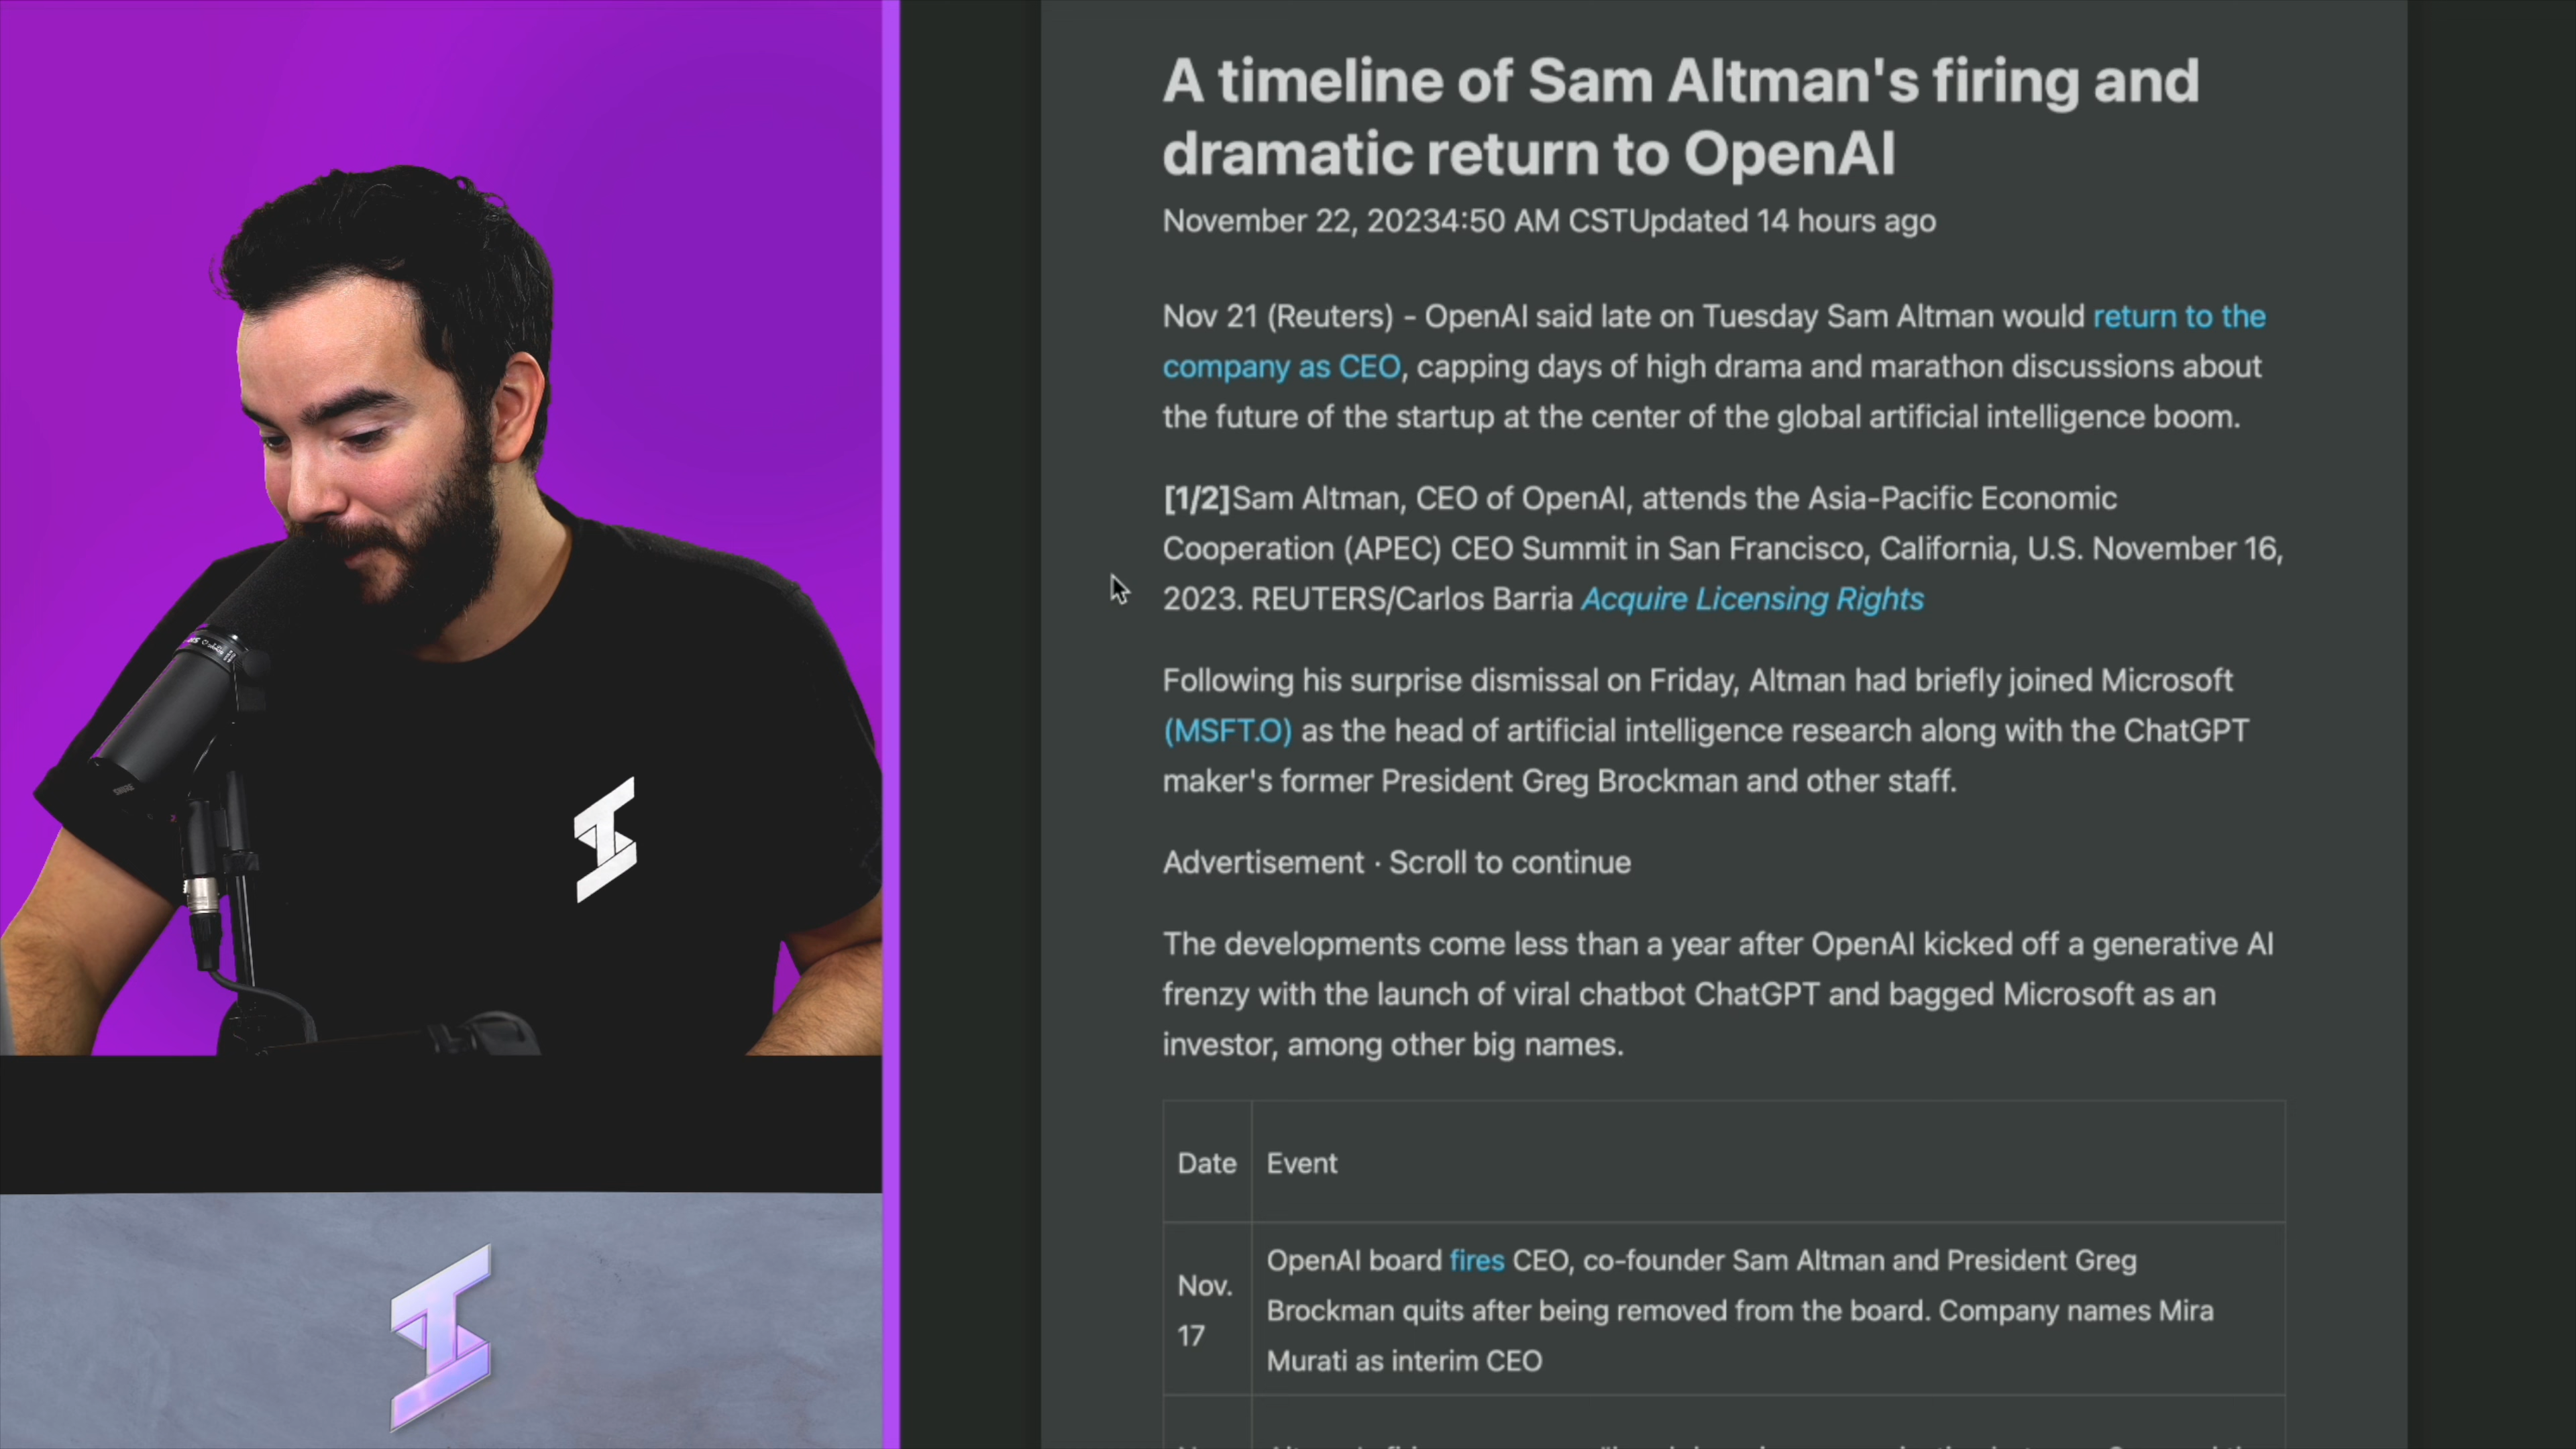 A timeline of Sam Altman's firing and
dramatic return to OpenAI
November 22, 20234:50 AM CSTUpdated 14 hours ago
Nov 21 (Reuters) - OpenAI said late on Tuesday Sam Altman would return to the
company as CEO, capping days of high drama and marathon discussions about
the future of the startup at the center of the global artificial intelligence boom.
[1/2]Sam Altman, CEO of OpenAI, attends the Asia-Pacific Economic
Cooperation (APEC) CEO Summit in San Francisco, California, U.S. November 16,
2023. REUTERS/Carlos Barria Acquire Licensing Rights
Following his surprise dismissal on Friday, Altman had briefly joined Microsoft
(MSFT.O) as the head of artificial intelligence research along with the ChatGPT
maker's former President Greg Brockman and other staff.
Advertisement · Scroll to continue
The developments come less than a year after OpenAI kicked off a generative AI
frenzy with the launch of viral chatbot ChatGPT and bagged Microsoft as an
investor, among other big names.
Date Event
Nov.
17
OpenAI board fires CEO, co-founder Sam Altman and President Greg
Brockman quits after being removed from the board. Company names Mira
Murati as interim CEO